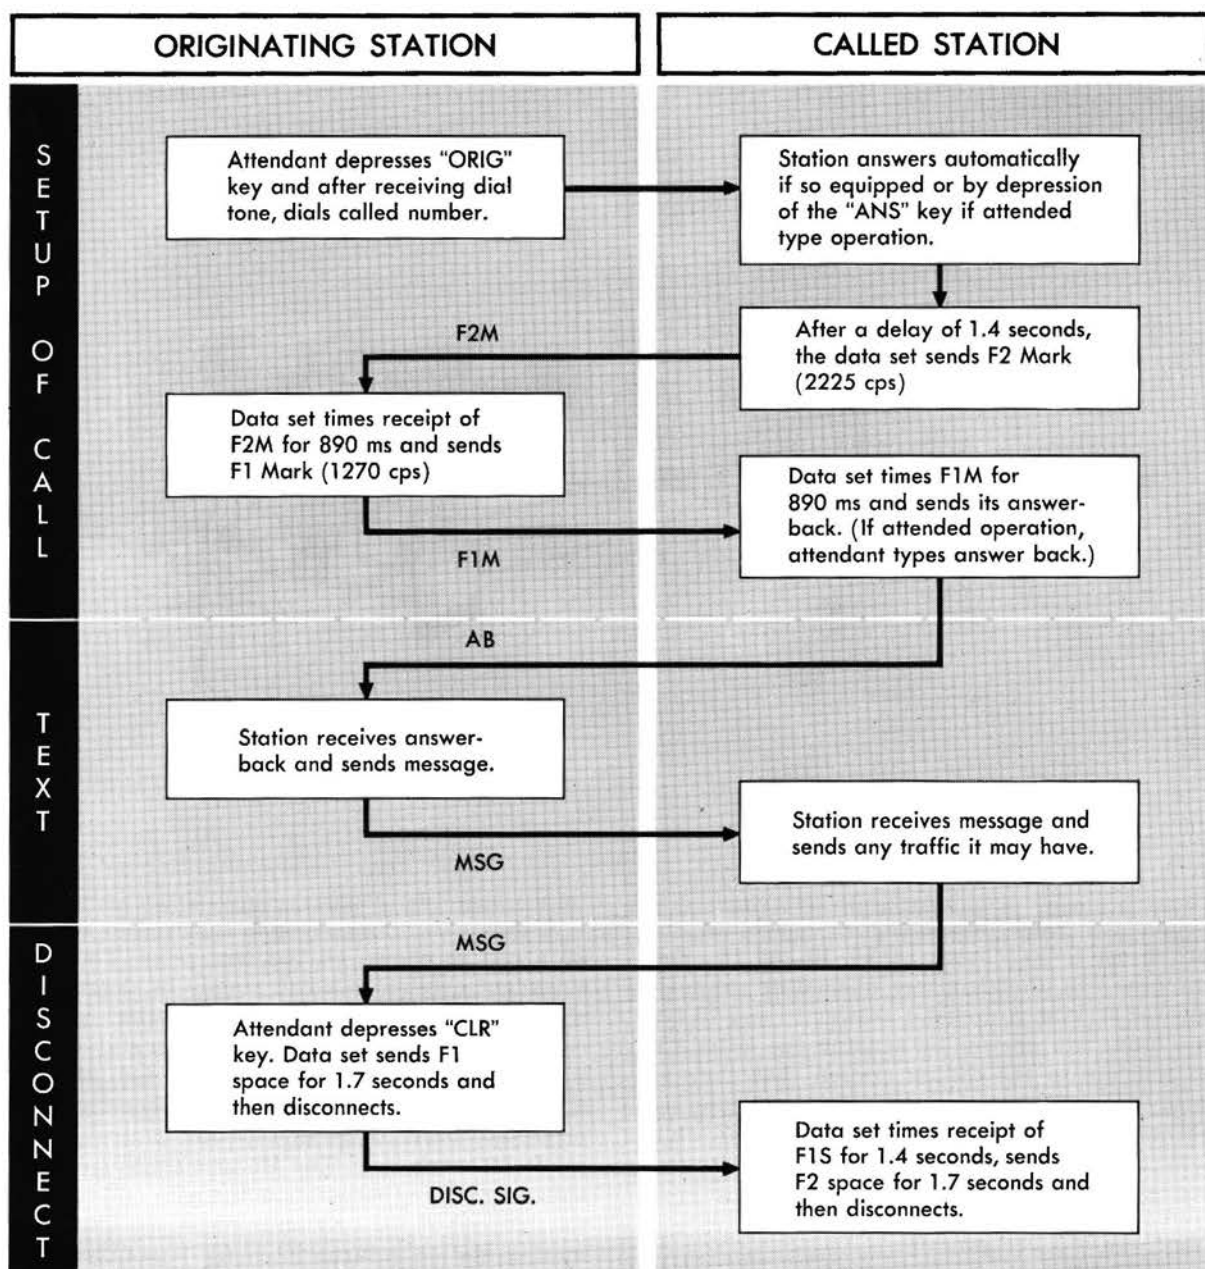 ORIGINATING STATION
CALLED STATION
SETUP OF CALL
Attendant depresses “ORIG”
key and after receiving dial
tone, dials called number.
Station answers automatically
if so equipped or by depression
of the “ANS” key if attended
type operation.
After a delay of 1.4 seconds,
the data set sends F2 Mark
(2225 cps)
F2M
Data set times receipt of
F2M for 890 ms and sends
F1 Mark (1270 cps)
F1M
Data set times F1M for
890 ms and sends its answer-
back. (If attended operation,
attendant types answer back.)
TEXT
AB
Station receives answer-
back and sends message.
MSG
Station receives message and
sends any traffic it may have.
DISCONNECT
MSG
Attendant depresses “CLR”
key. Data set sends F1
space for 1.7 seconds and
then disconnects.
DISC. SIG.
Data set times receipt of
F1S for 1.4 seconds, sends
F2 space for 1.7 seconds and
then disconnects.